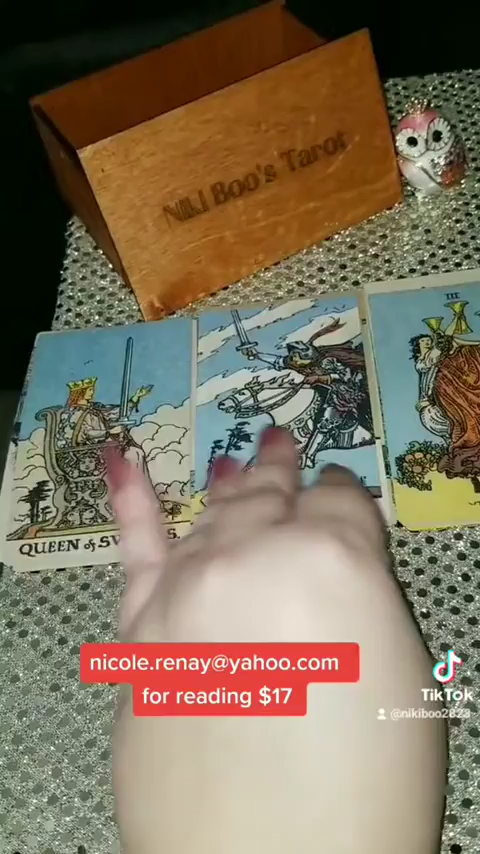 Niki Boo's Tarot
III
QUEEN of SW S.
nicole.renay@yahoo.com
for reading $17
TikTok
@nikiboo2828